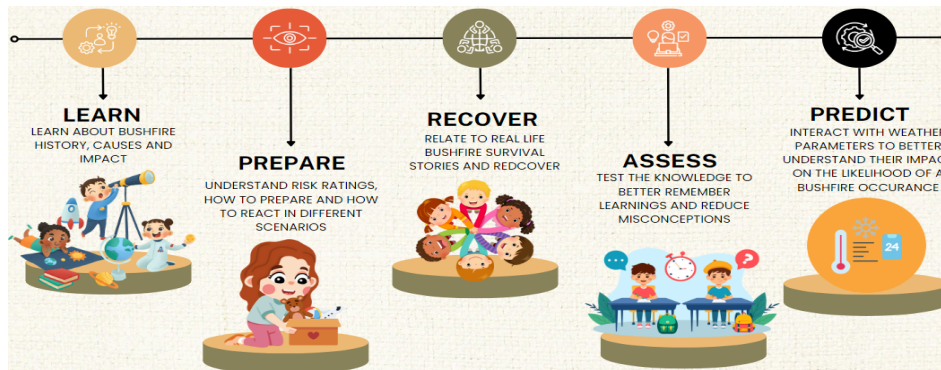 LEARN
LEARN ABOUT BUSHFIRE
HISTORY, CAUSES AND
IMPACT
PREPARE
UNDERSTAND RISK RATINGS,
HOW TO PREPARE AND HOW
TO REACT IN DIFFERENT
SCENARIOS
RECOVER
RELATE TO REAL LIFE
BUSHFIRE SURVIVAL
STORIES AND REDCOVER
ASSESS
TEST THE KNOWLEDGE TO
BETTER REMEMBER
LEARNINGS AND REDUCE
MISCONCEPTIONS
?
PREDICT
INTERACT WITH WEATHER
PARAMETERS TO BETTER
UNDERSTAND THEIR IMPAC
ON THE LIKELIHOOD OF A
BUSHFIRE OCCURANCE
24